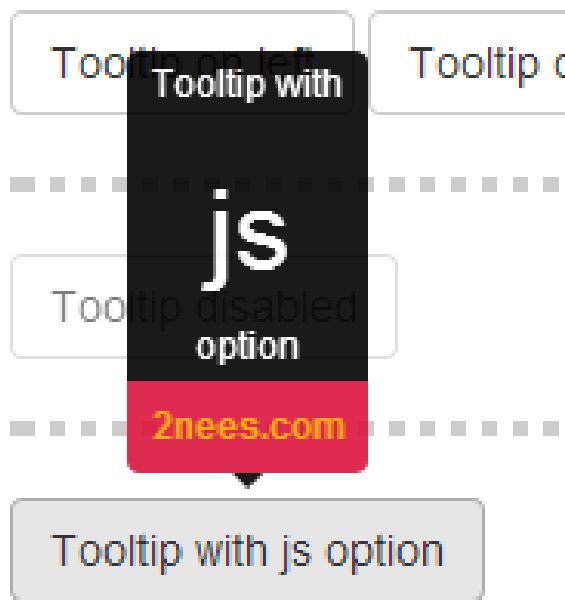 Tooltip on left
Tooltip
Tooltip with
js
option
Tooltip disabled
2nees.com
Tooltip with js option